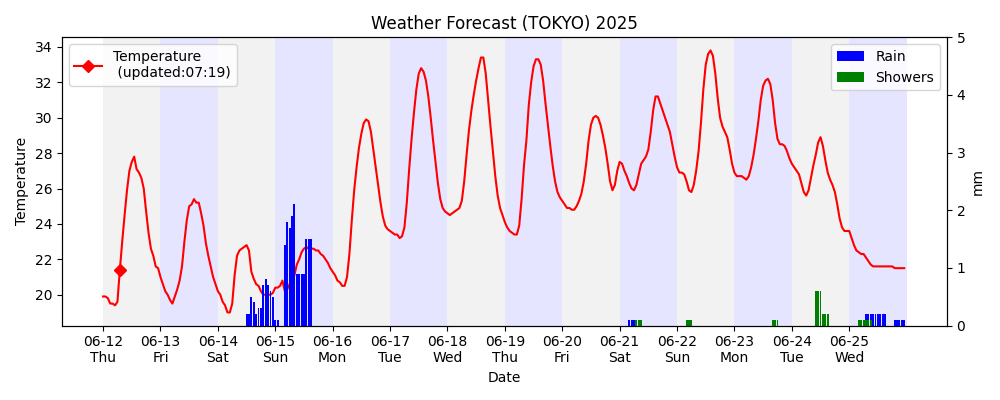 Weather Forecast (TOKYO) 2025
Temperature
(updated:07:19)
Rain
Showers
Temperature
34
32
30
28
26
24
22
20
5
4
3
2
1
0
mm
06-12 06-13 06-14 06-15 06-16 06-17 06-18 06-19 06-20 06-21 06-22 06-23 06-24 06-25
Thu Fri Sat Sun Mon Tue Wed Thu Fri Sat Sun Mon Tue Wed
Date